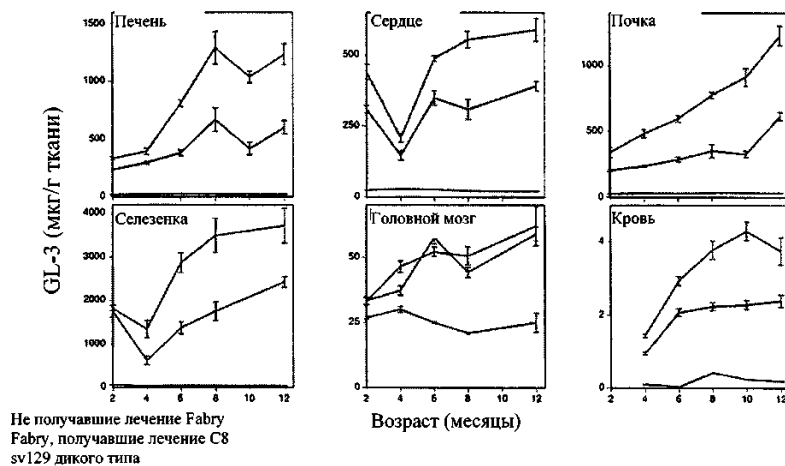 Печень
Сердце
Почка
1500
1000
500
0
500
250
0
1000
500
0
GL-3 (мкг/г ткани)
Селезенка
Головной мозг
Кровь
4000
3000
2000
1000
0
50
25
0
4
2
0
2 4 6 8 10 12
2 4 6 8 10 12
2 4 6 8 10 12
Возраст (месяцы)
Не получавшие лечение Fabry
Fabry, получавшие лечение C8
sv129 дикого типа